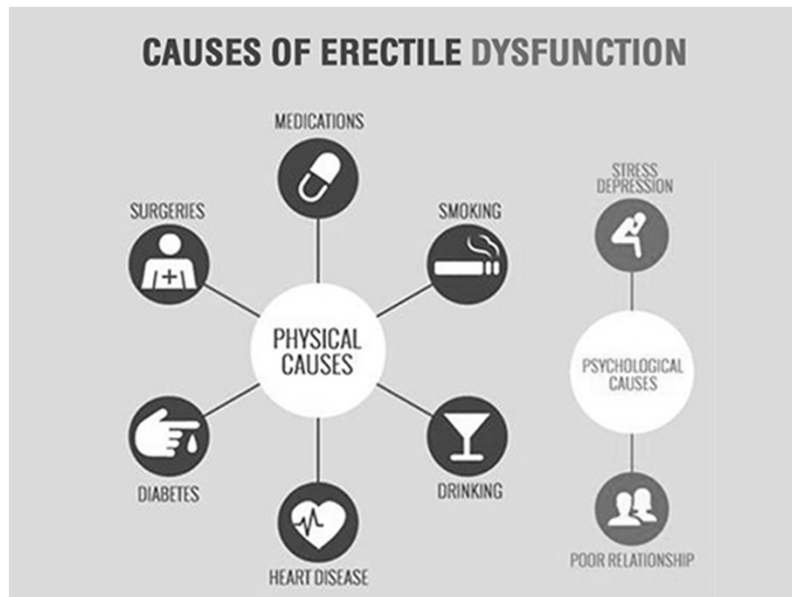 CAUSES OF ERECTILE DYSFUNCTION
MEDICATIONS
SURGERIES
SMOKING
PHYSICAL
CAUSES
DIABETES
DRINKING
HEART DISEASE
STRESS
DEPRESSION
PSYCHOLOGICAL
CAUSES
POOR RELATIONSHIP